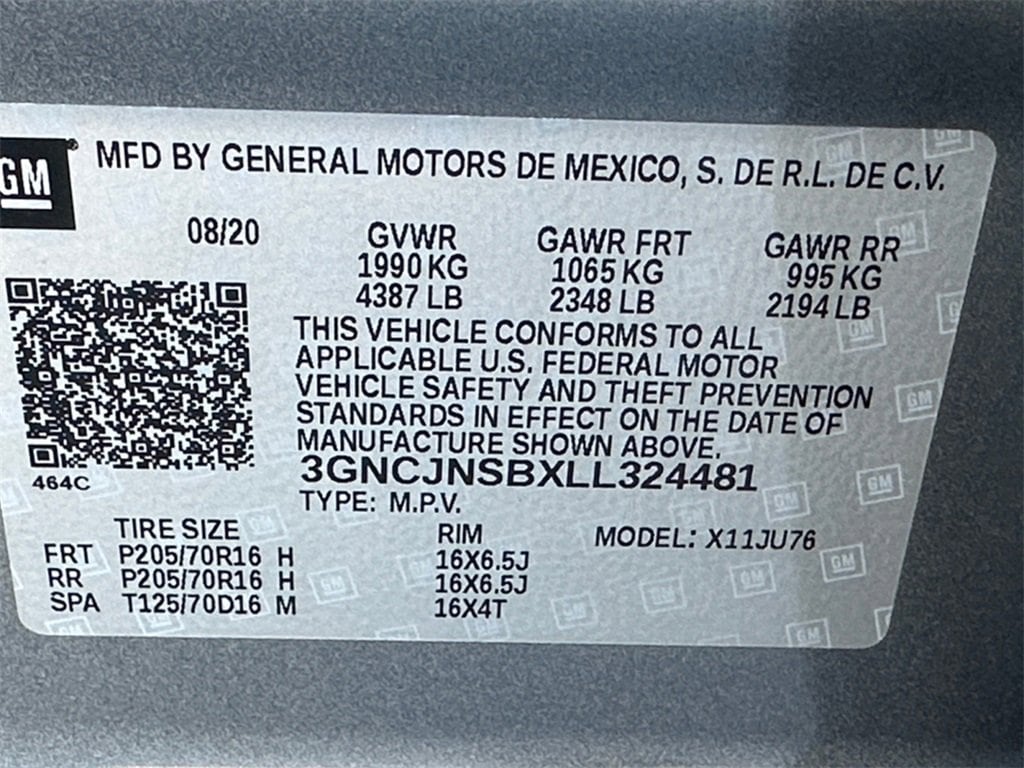 GM MFD BY GENERAL MOTORS DE MEXICO, S. DE R.L. DE C.V.
08/20 GVWR GAWR FRT GAWR RR
1990 KG 1065 KG 995 KG
4387 LB 2348 LB 2194 LB
THIS VEHICLE CONFORMS TO ALL
APPLICABLE U.S. FEDERAL MOTOR
VEHICLE SAFETY AND THEFT PREVENTION
STANDARDS IN EFFECT ON THE DATE OF
MANUFACTURE SHOWN ABOVE.
3GNCJNSBXLL324481
464C
TYPE: M.P.V.
TIRE SIZE RIM MODEL: X11JU76
FRT P205/70R16 H 16X6.5J
RR P205/70R16 H 16X6.5J
SPA T125/70D16 M 16X4T